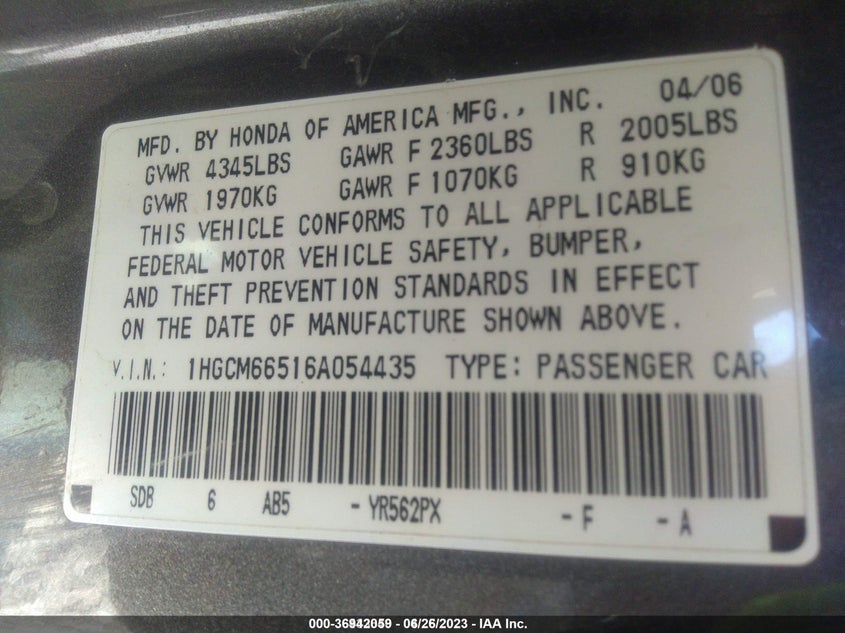 MFD. BY HONDA OF AMERICA MFG., INC. 04/06
GVWR 4345LBS GAWR F 2360LBS R 2005LBS
GVWR 1970KG GAWR F 1070KG R 910KG
THIS VEHICLE CONFORMS TO ALL APPLICABLE
FEDERAL MOTOR VEHICLE SAFETY, BUMPER,
AND THEFT PREVENTION STANDARDS IN EFFECT
ON THE DATE OF MANUFACTURE SHOWN ABOVE.
V.I.N.: 1HGCM66516A054435 TYPE: PASSENGER CAR
SDB 6 AB5 - YR562PX - F - A
000-36942059 - 06/26/2023 - IAA Inc.